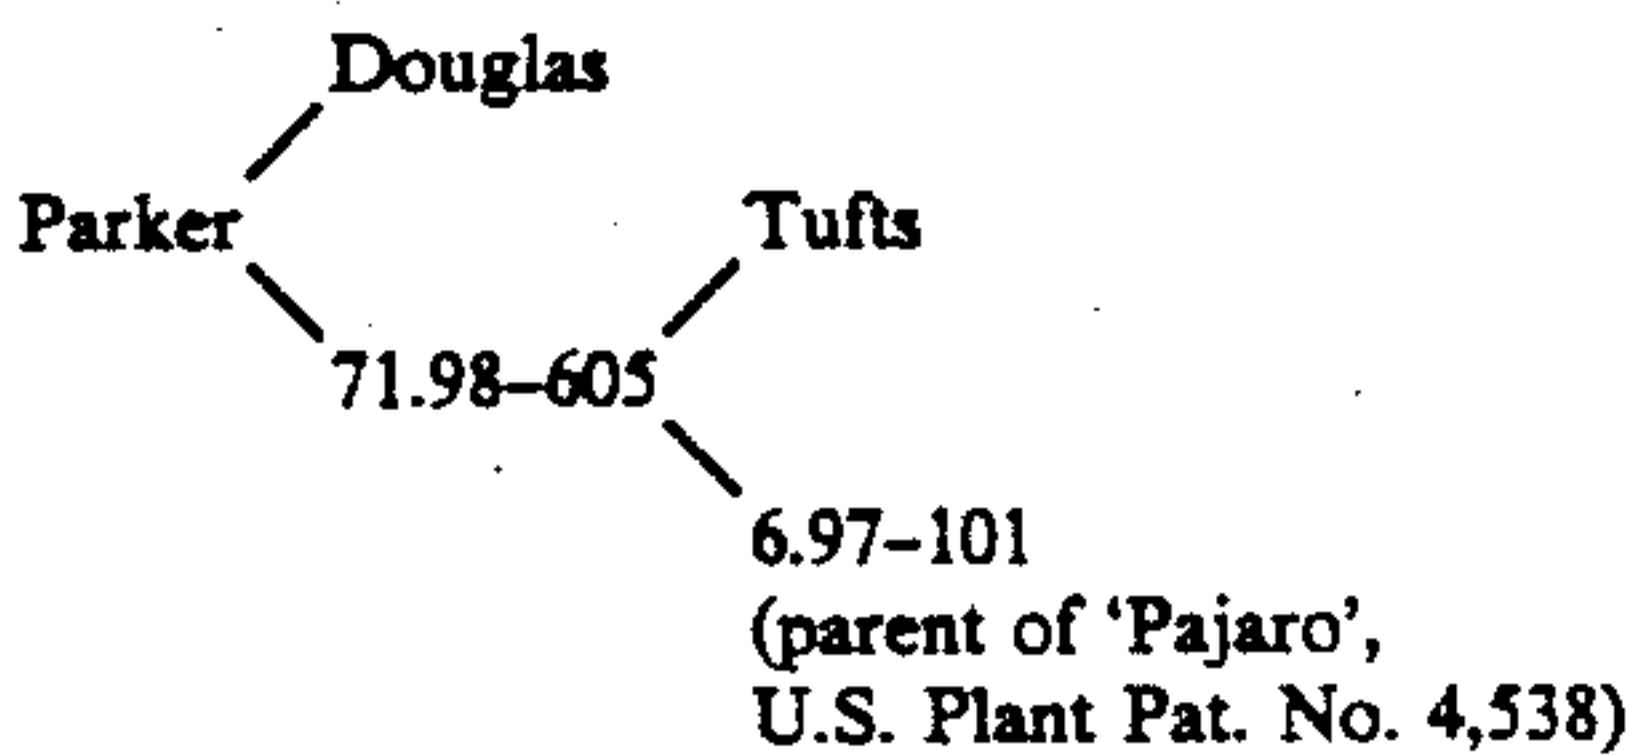 Douglas
Parker
Tufts
71.98–605
6.97–101
(parent of ‘Pajaro’,
U.S. Plant Pat. No. 4,538)